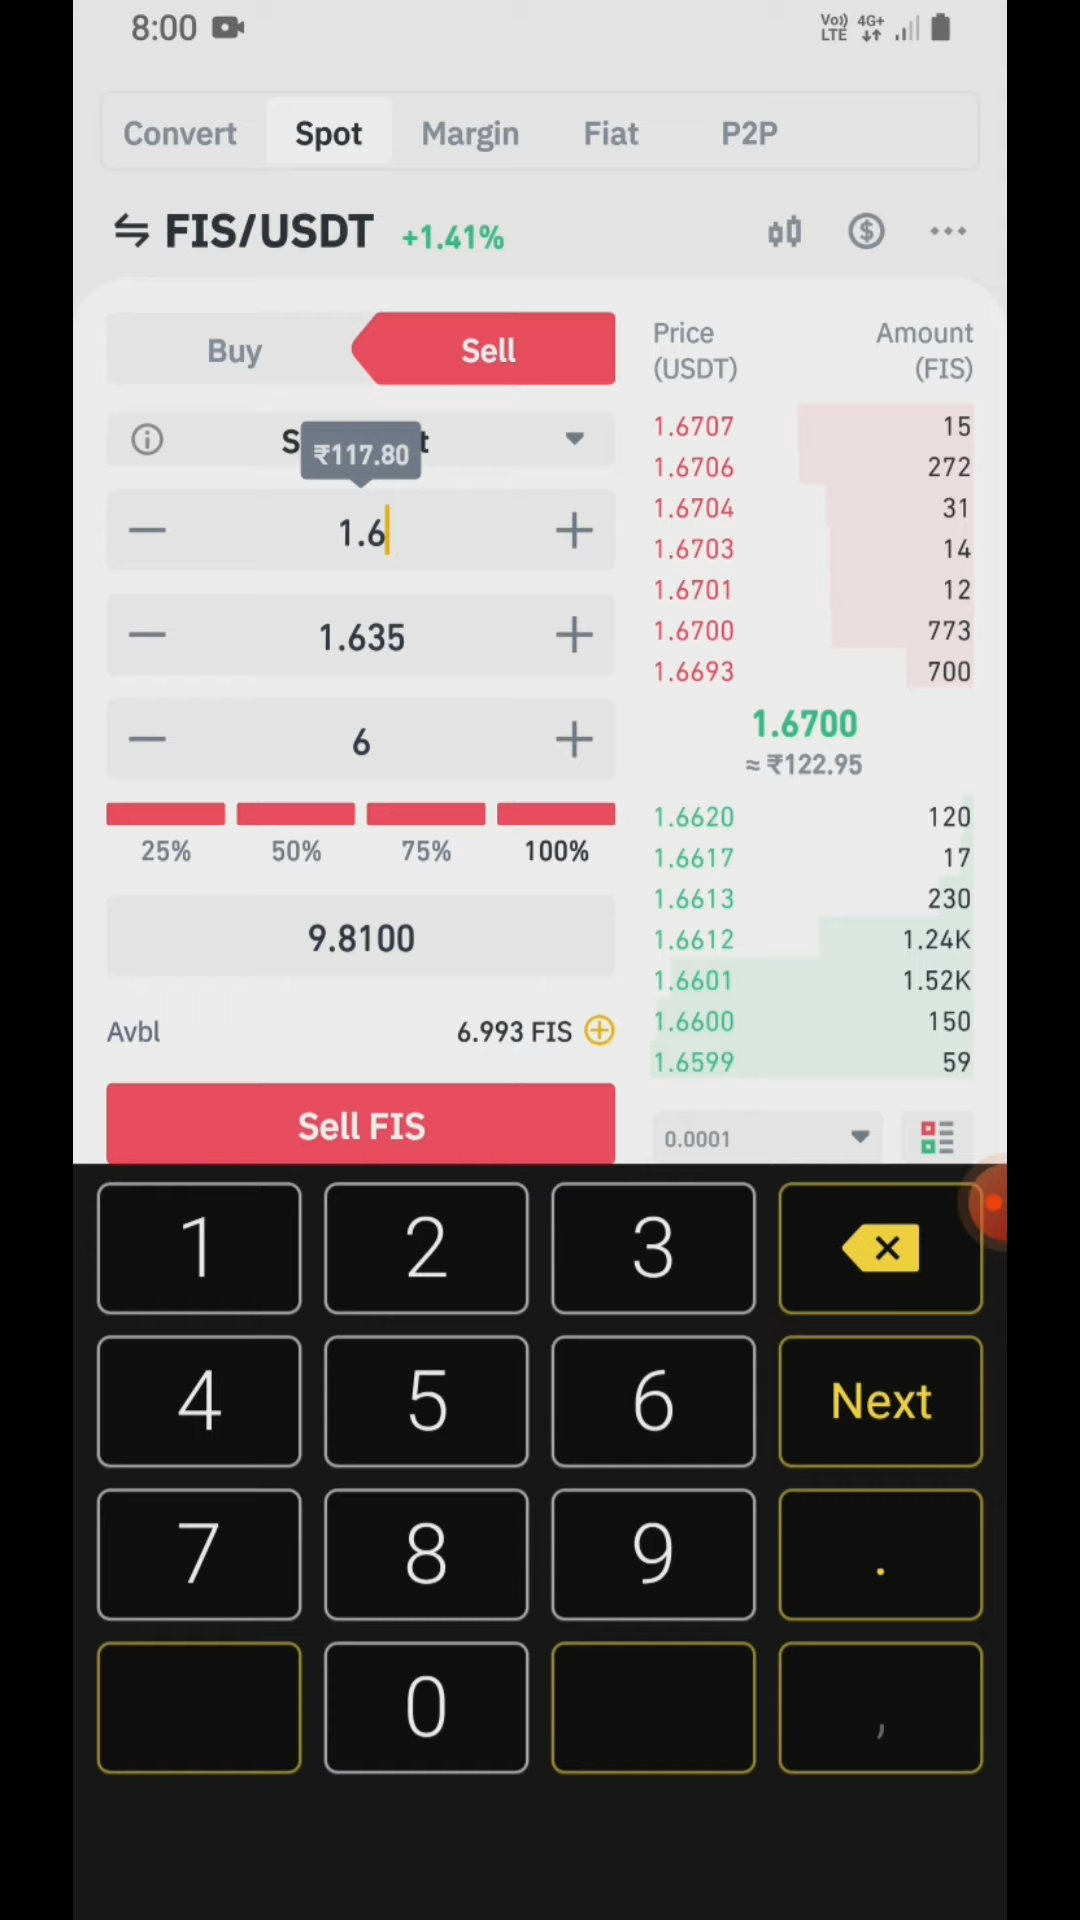 8:00
Vo)) LTE 4G+
Convert Spot Margin Fiat P2P
FIS/USDT +1.41%
Buy Sell
S t
₹117.80
1.6
1.635
6
25% 50% 75% 100%
9.8100
Avbl 6.993 FIS
Sell FIS
Price (USDT) Amount (FIS)
1.6707 15
1.6706 272
1.6704 31
1.6703 14
1.6701 12
1.6700 773
1.6693 700
1.6700
≈ ₹122.95
1.6620 120
1.6617 17
1.6613 230
1.6612 1.24K
1.6601 1.52K
1.6600 150
1.6599 59
0.0001
1 2 3
4 5 6 Next
7 8 9 .
0 ,